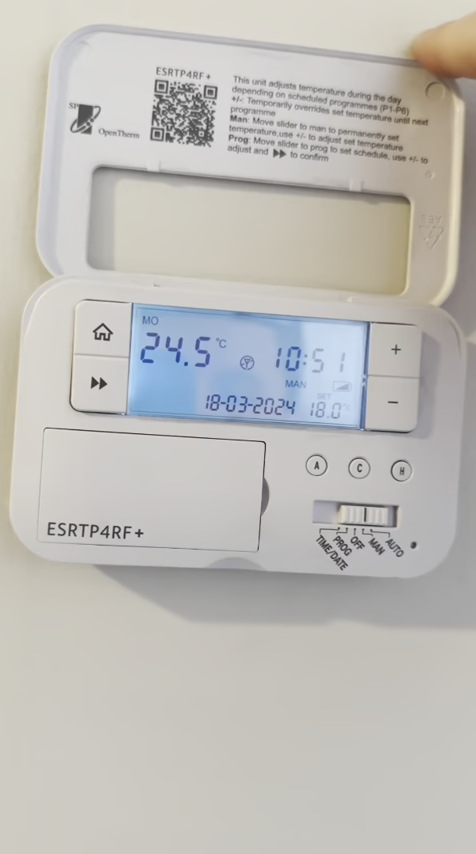 ESRTP4RF+
OpenTherm
This unit adjusts temperature during the day
depending on scheduled programmes (P1-P6)
+/-: Temporarily overrides set temperature until next
programme
Man: Move slider to man to permanently set
temperature,use +/- to adjust set temperature
Prog: Move slider to prog to set schedule, use +/- to
adjust and ▶▶ to confirm
MO
24.5 °C
10:51
MAN
SET
18-03-2024 18.0°
+
−
A C H
ESRTP4RF+
TIME/DATE
PROG
OFF
MAN
AUTO